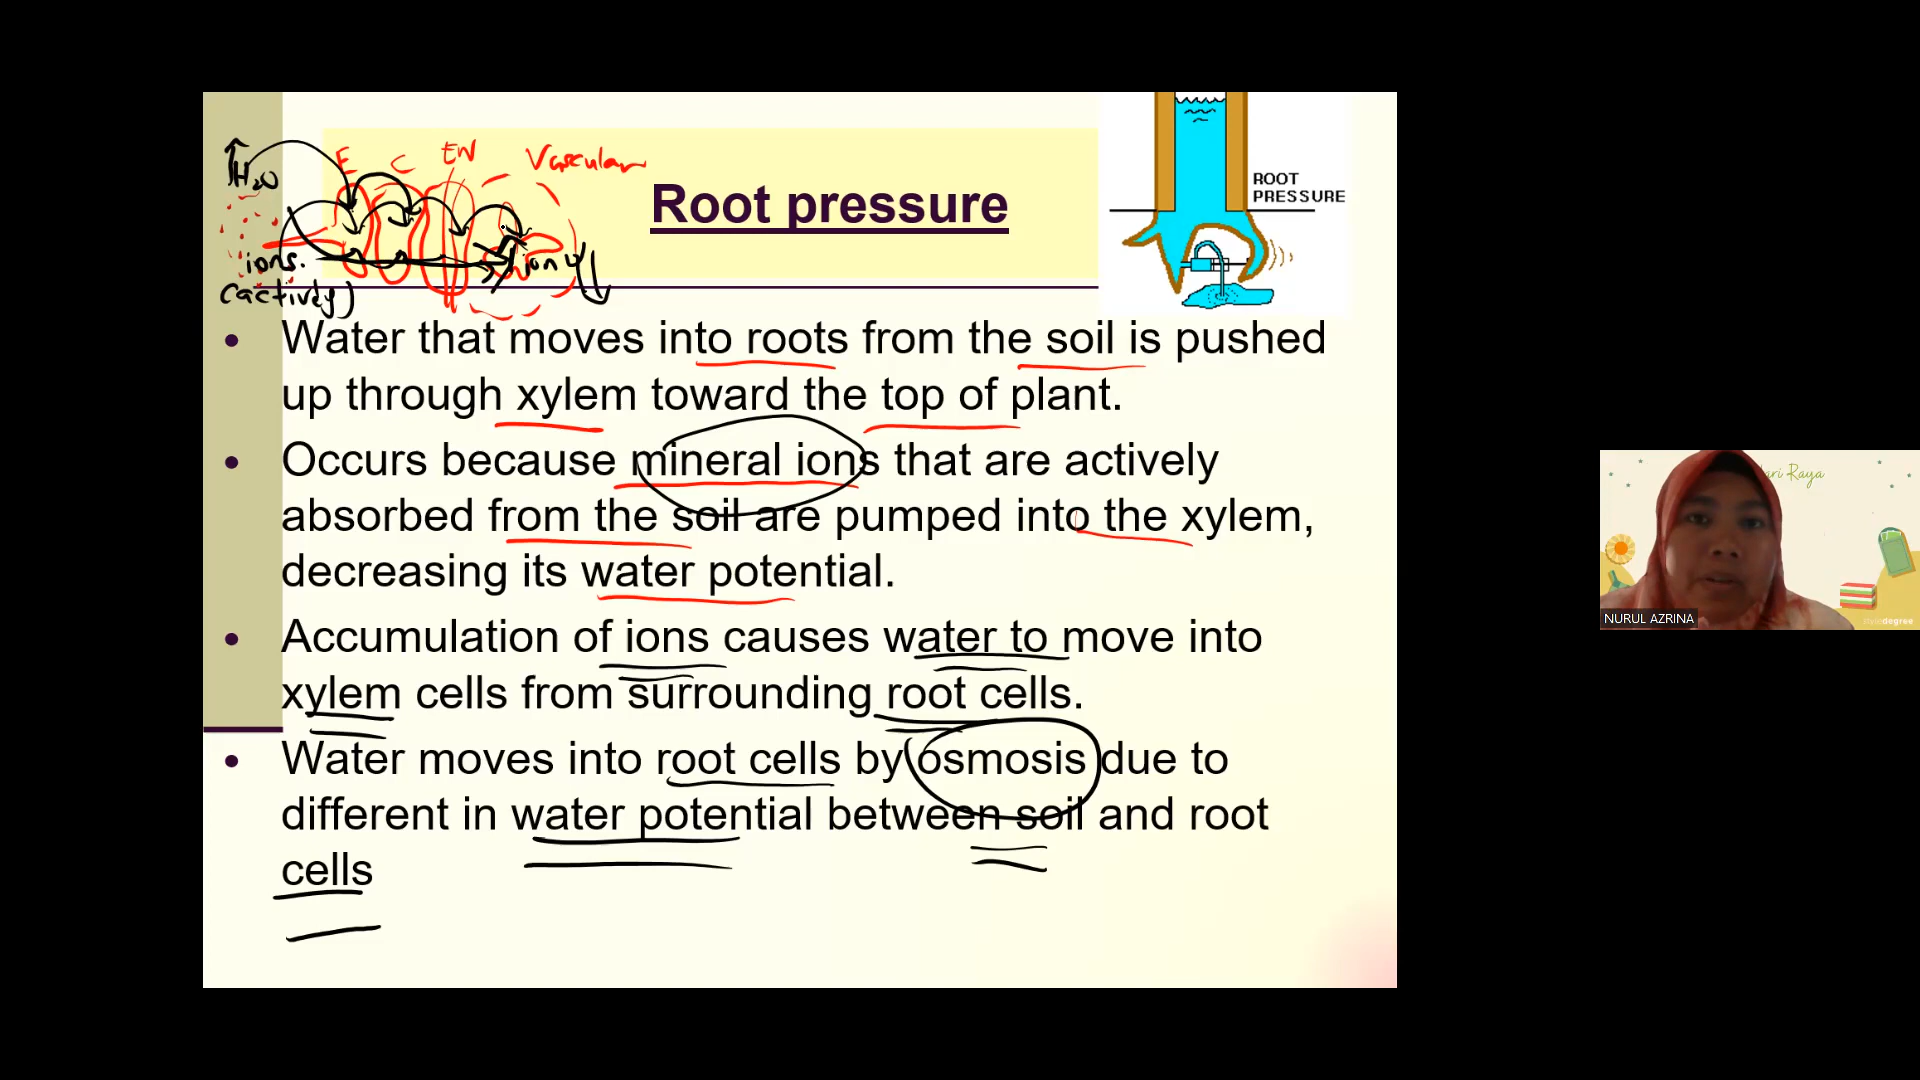 E C EN Vascular
↑H₂O
Root pressure
ROOT
PRESSURE
ions.
(actively)
ion
• Water that moves into roots from the soil is pushed
up through xylem toward the top of plant.
• Occurs because mineral ions that are actively
absorbed from the soil are pumped into the xylem,
decreasing its water potential.
• Accumulation of ions causes water to move into
xylem cells from surrounding root cells.
• Water moves into root cells by osmosis due to
different in water potential between soil and root
cells
Hari Raya
NURUL AZRINA